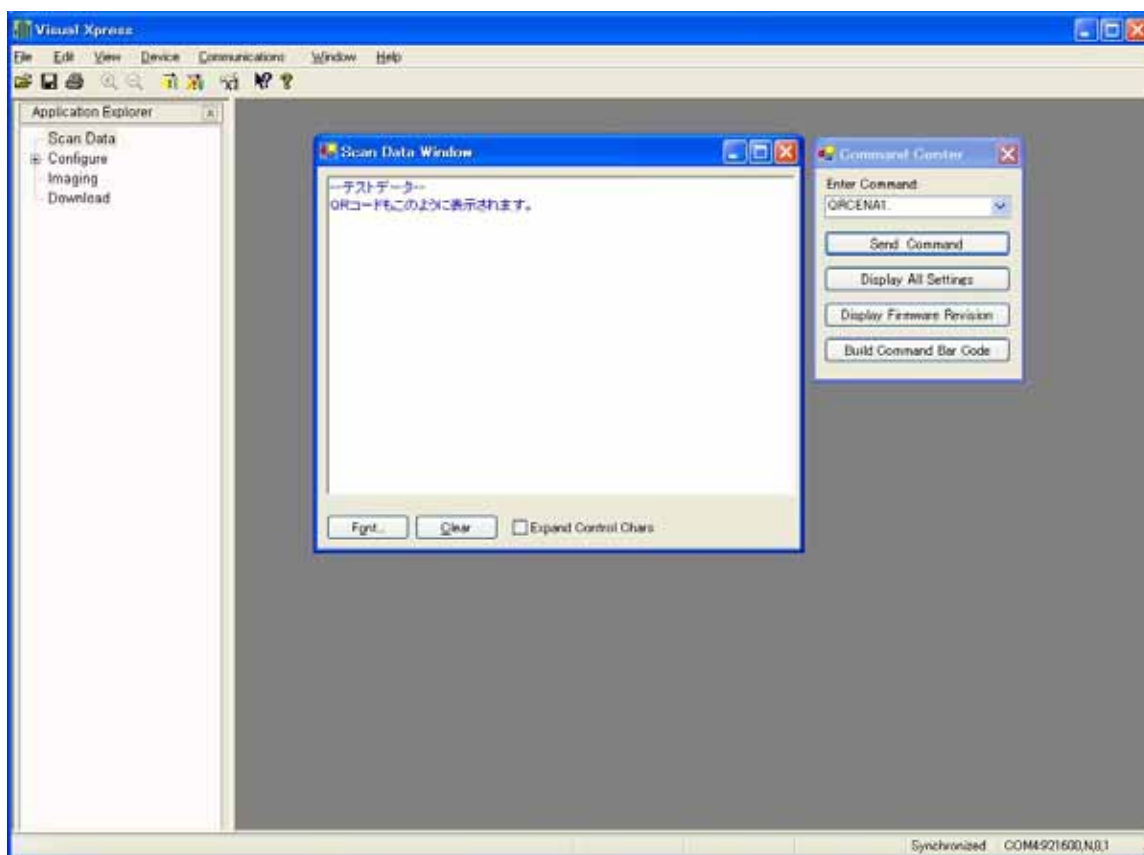 Visual Xpress
File Edit View Device Communications Window Help
Application Explorer
Scan Data
Configure
Imaging
Download
Scan Data Window
--テストデータ--
QRコードもこのように表示されます。
Font...
Clear
Expand Control Chars
Command Center
Enter Command
QRCENA1.
Send Command
Display All Settings
Display Firmware Revision
Build Command Bar Code
Synchronized COM4:921600,N,8,1